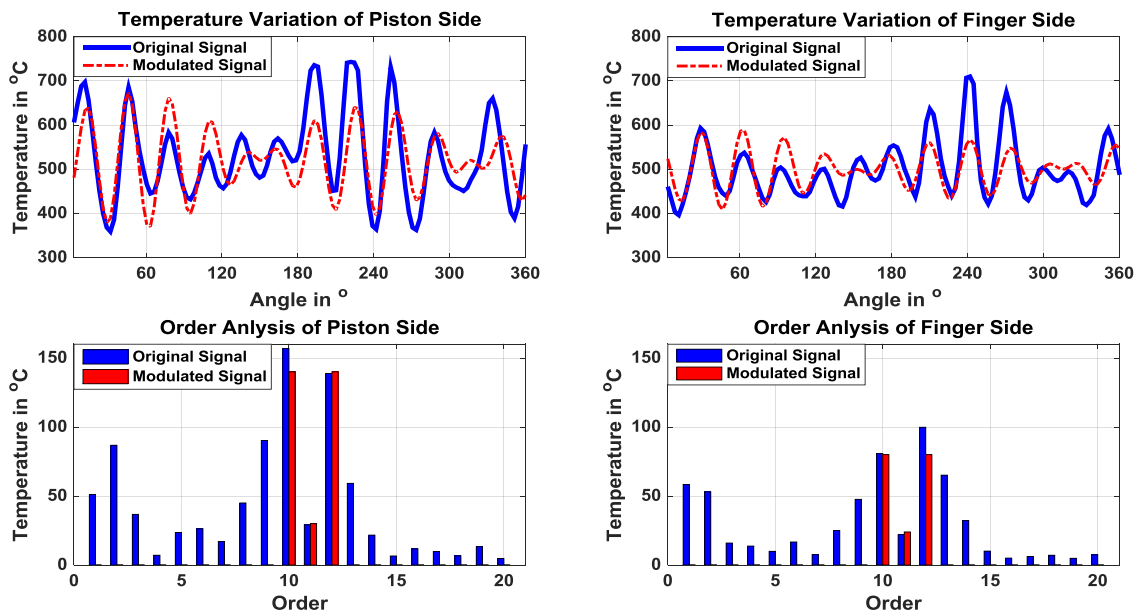 Temperature Variation of Piston Side
800
700
600
500
400
300
Temperature in °C
Original Signal
Modulated Signal
60 120 180 240 300 360
Angle in °
Temperature Variation of Finger Side
800
700
600
500
400
300
Temperature in °C
Original Signal
Modulated Signal
60 120 180 240 300 360
Angle in °
Order Anlysis of Piston Side
150
100
50
0
Temperature in °C
Original Signal
Modulated Signal
0 5 10 15 20
Order
Order Anlysis of Finger Side
150
100
50
0
Temperature in °C
Original Signal
Modulated Signal
0 5 10 15 20
Order